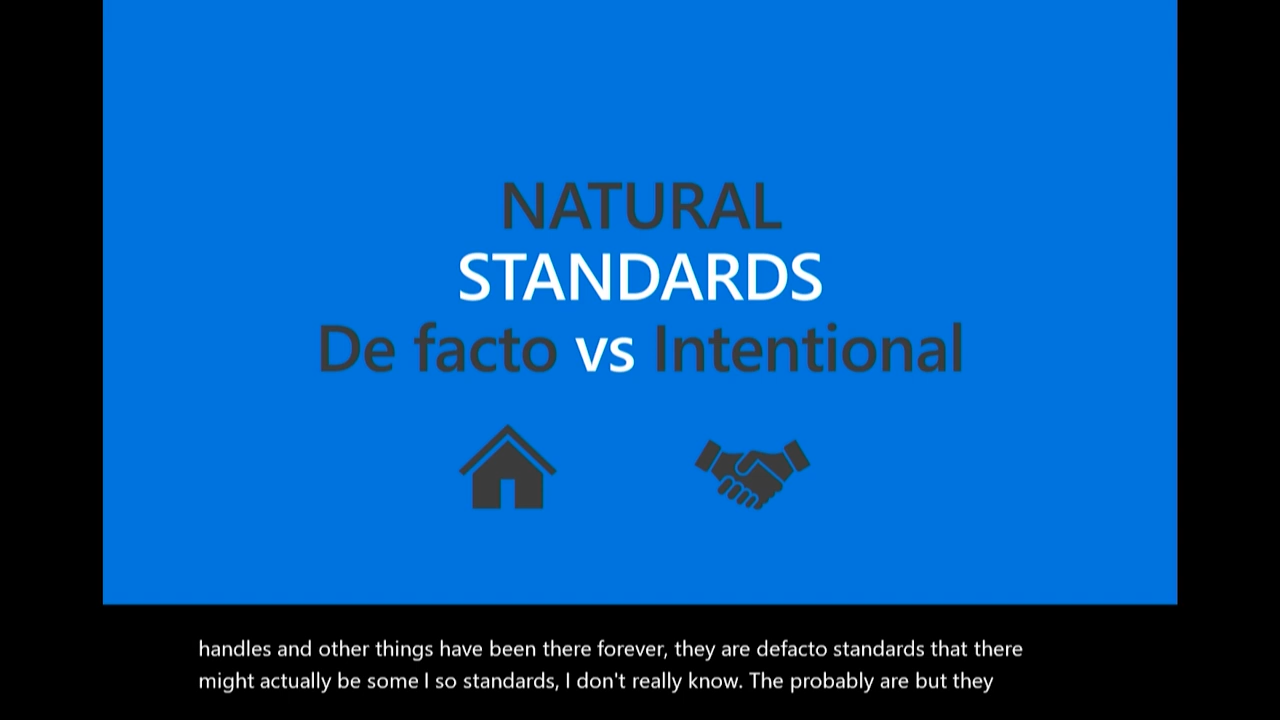 NATURAL
STANDARDS
De facto vs Intentional
handles and other things have been there forever, they are defacto standards that there
might actually be some I so standards, I don't really know. The probably are but they